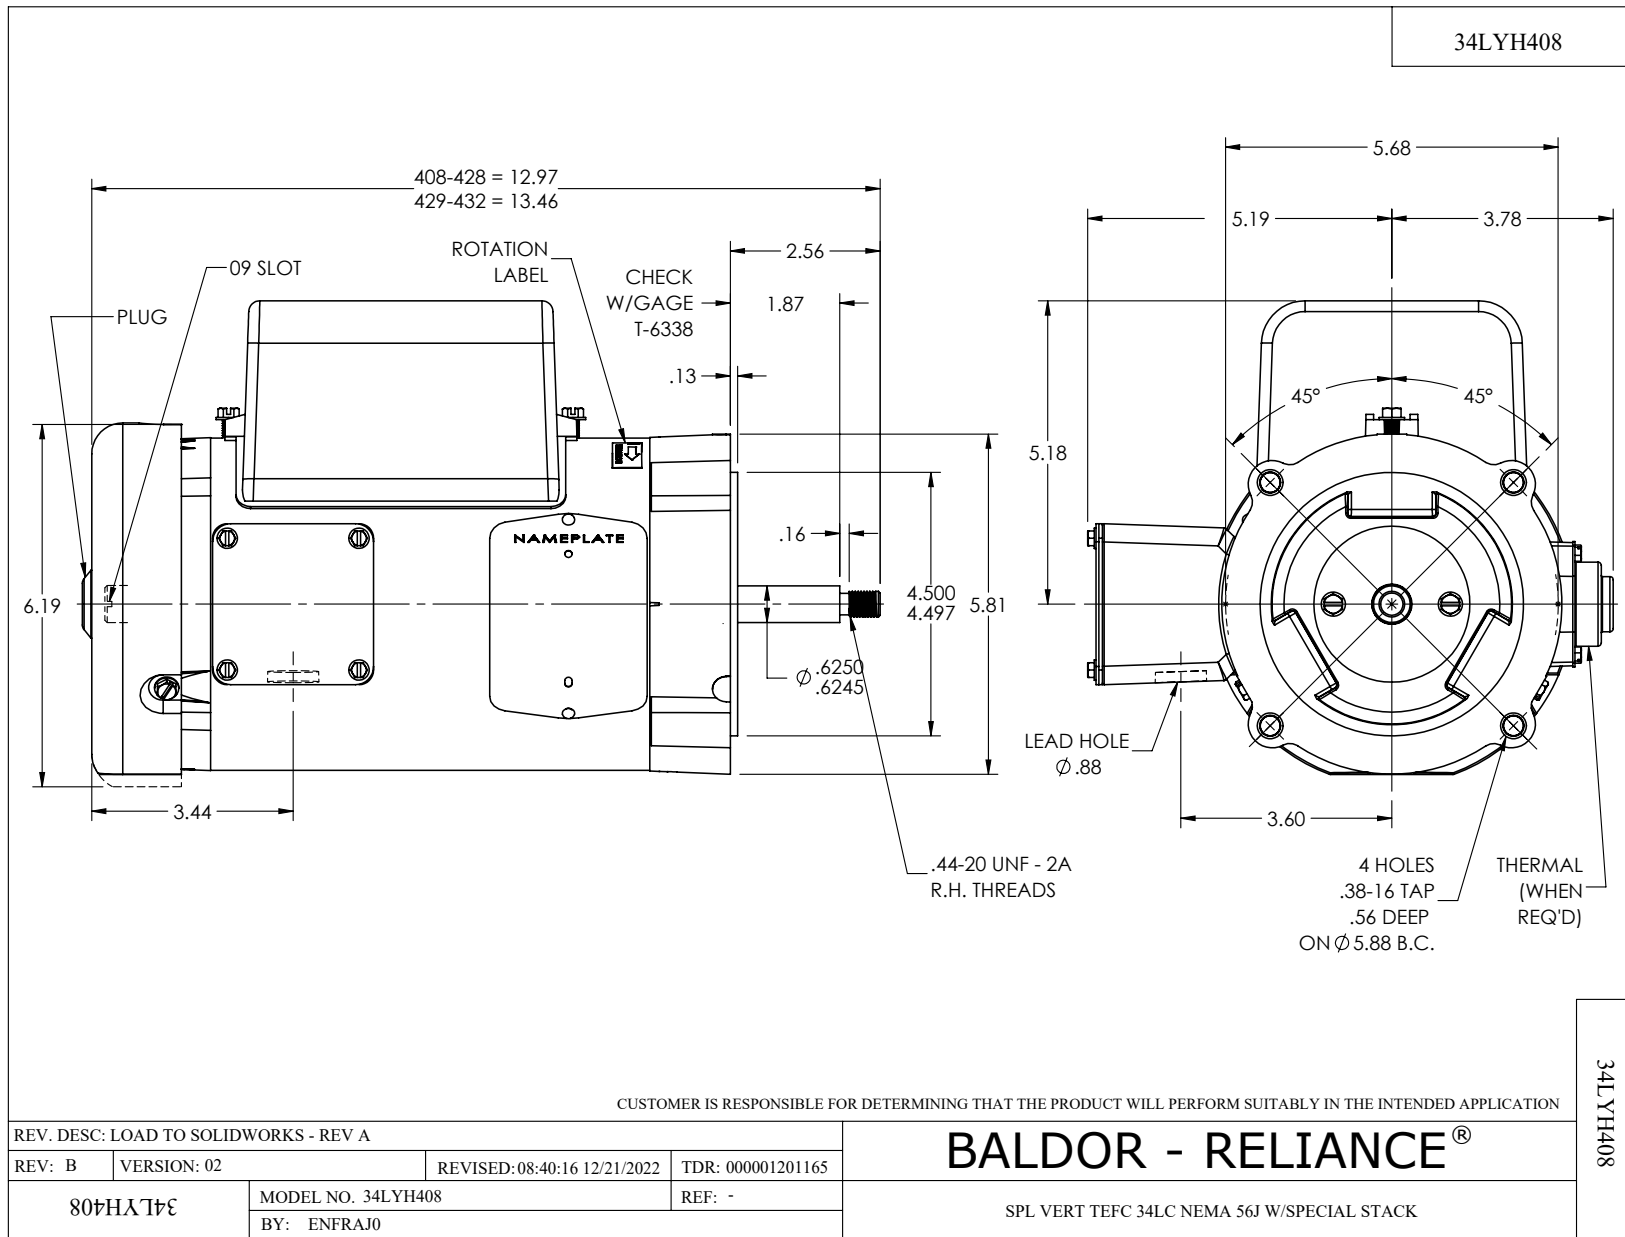 34LYH408
408-428 = 12.97
429-432 = 13.46
5.68
5.19
3.78
2.56
ROTATION
LABEL
09 SLOT
CHECK
W/GAGE
T-6338
1.87
PLUG
.13
45°
45°
5.18
NAMEPLATE
.16
6.19
4.500
4.497
5.81
Ø .6250
.6245
LEAD HOLE
Ø .88
3.44
3.60
.44-20 UNF - 2A
R.H. THREADS
4 HOLES
.38-16 TAP
.56 DEEP
ON Ø 5.88 B.C.
THERMAL
(WHEN
REQ'D)
34LYH408
CUSTOMER IS RESPONSIBLE FOR DETERMINING THAT THE PRODUCT WILL PERFORM SUITABLY IN THE INTENDED APPLICATION
REV. DESC: LOAD TO SOLIDWORKS - REV A
REV: B
VERSION: 02
REVISED: 08:40:16 12/21/2022
TDR: 000001201165
34LYH408
MODEL NO. 34LYH408
REF: -
BY: ENFRAJ0
BALDOR - RELIANCE®
SPL VERT TEFC 34LC NEMA 56J W/SPECIAL STACK